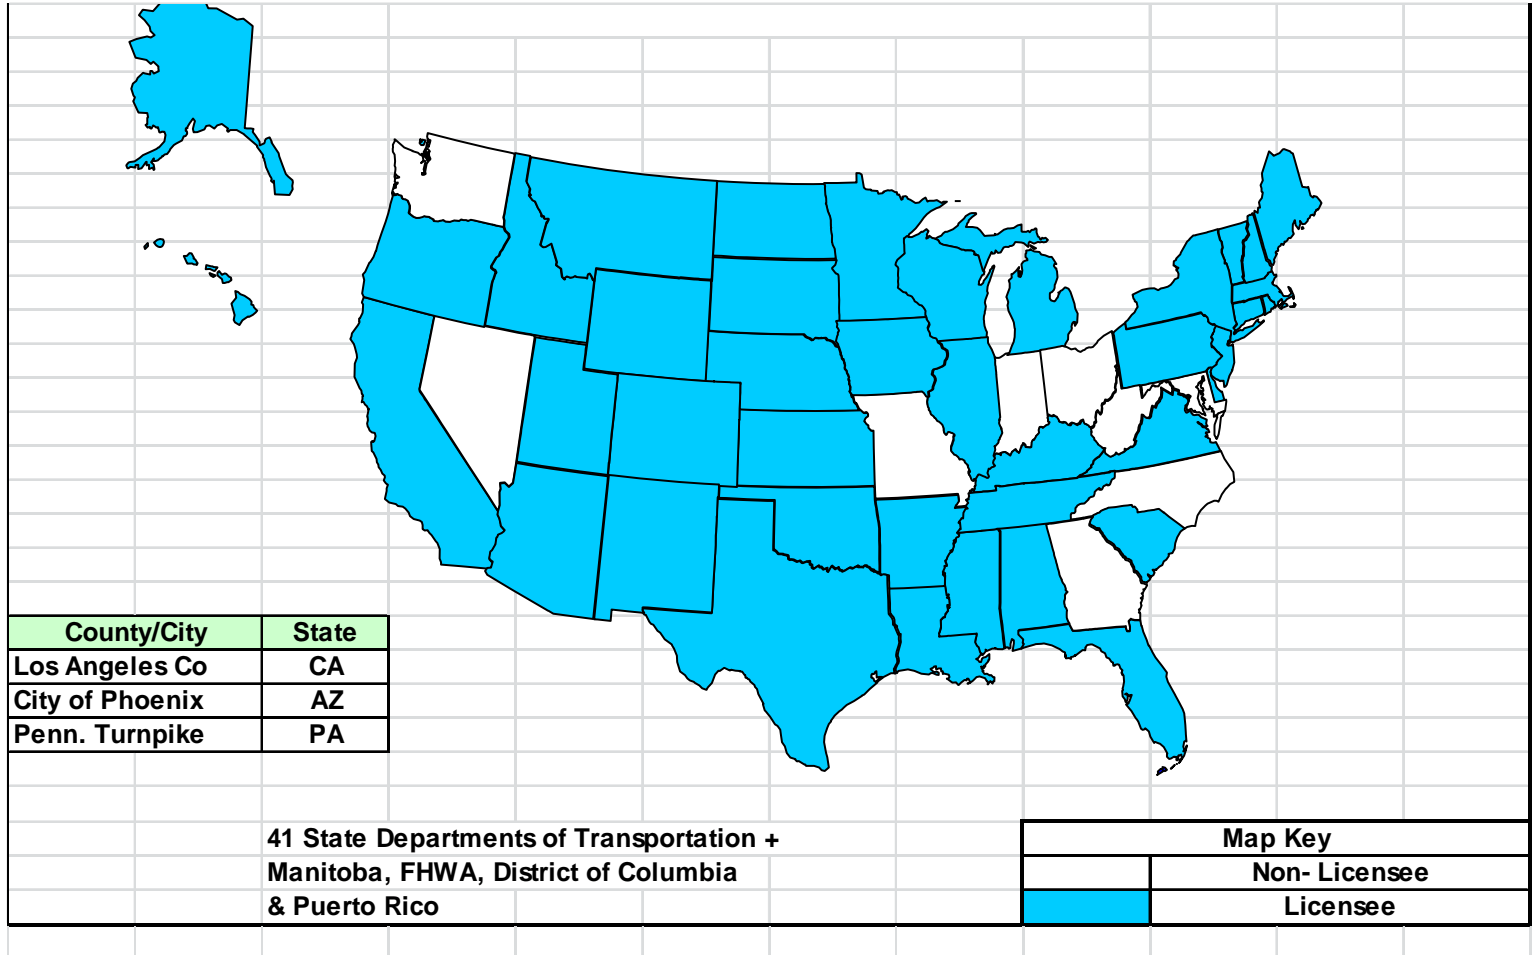 County/City State
Los Angeles Co CA
City of Phoenix AZ
Penn. Turnpike PA
41 State Departments of Transportation +
Manitoba, FHWA, District of Columbia
& Puerto Rico
Map Key
Non- Licensee
Licensee